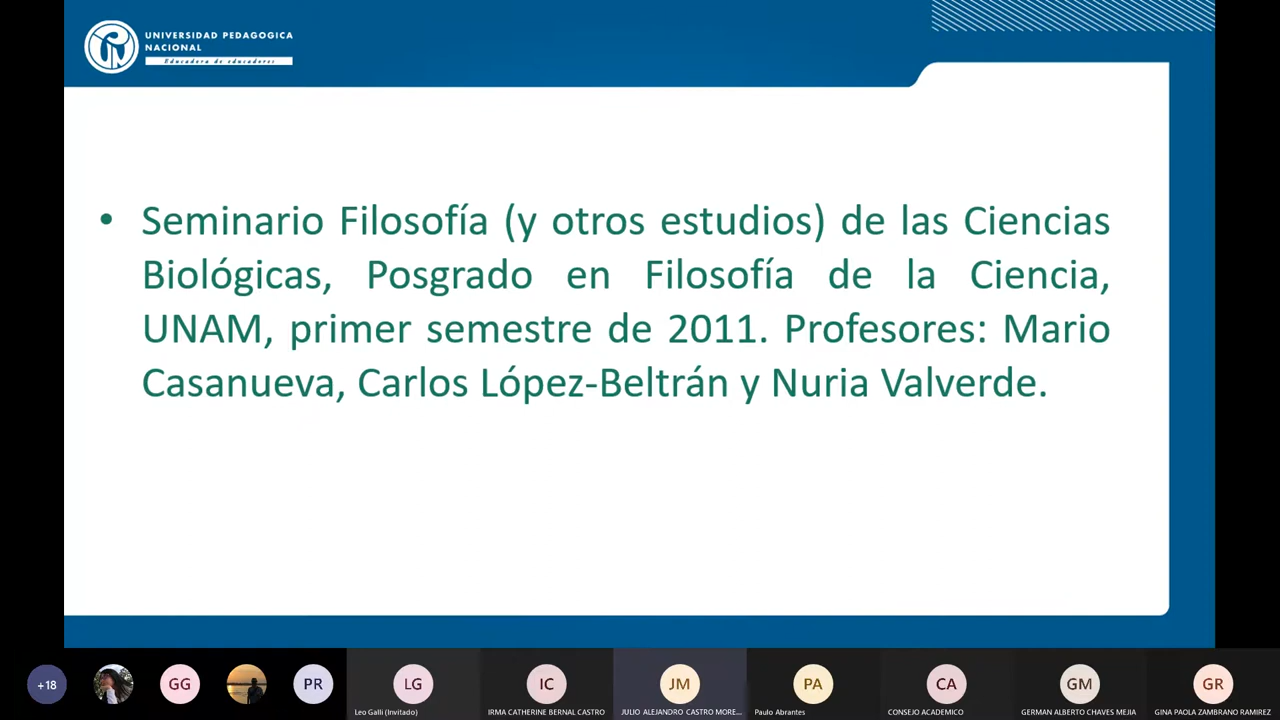 UNIVERSIDAD PEDAGOGICA
NACIONAL
Educadora de educadores
• Seminario Filosofía (y otros estudios) de las Ciencias
Biológicas, Posgrado en Filosofía de la Ciencia,
UNAM, primer semestre de 2011. Profesores: Mario
Casanueva, Carlos López-Beltrán y Nuria Valverde.
+18
GG
PR
LG
IC
JM
PA
CA
GM
GR
Leo Galli (Invitado)
IRMA CATHERINE BERNAL CASTRO
JULIO ALEJANDRO CASTRO MORE...
Paulo Abrantes
CONSEJO ACADEMICO
GERMAN ALBERTO CHAVES MEJIA
GINA PAOLA ZAMBRANO RAMIREZ